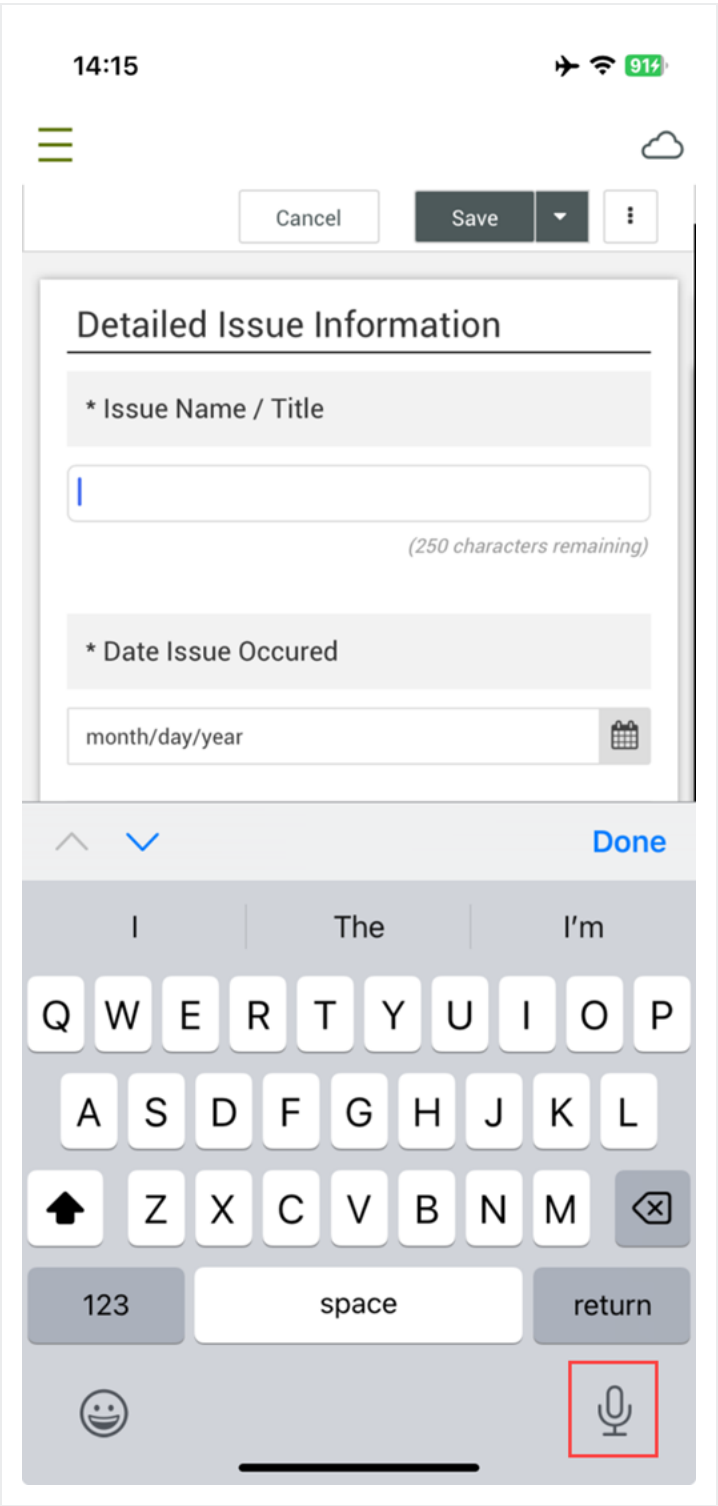 14:15
91
Cancel Save
Detailed Issue Information
* Issue Name / Title
(250 characters remaining)
* Date Issue Occured
month/day/year
Done
I The I'm
Q W E R T Y U I O P
A S D F G H J K L
Z X C V B N M
123 space return